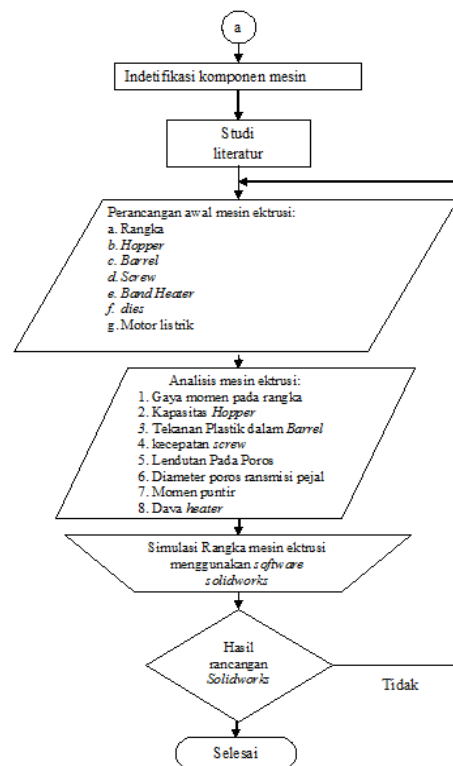 a
Indetifikasi komponen mesin
Studi
literatur
Perancangan awal mesin ektrusi:
a. Rangka
b. Hopper
c. Barrel
d. Screw
e. Band Heater
f. dies
g. Motor listrik
Analisis mesin ektrusi:
1. Gaya momen pada rangka
2. Kapasitas Hopper
3. Tekanan Plastik dalam Barrel
4. kecepatan screw
5. Lendutan Pada Poros
6. Diameter poros ransmisi pejal
7. Momen puntir
8. Daya heater
Simulasi Rangka mesin ektrusi
menggunakan software
solidworks
Hasil
rancangan
Solidworks
Tidak
Selesai